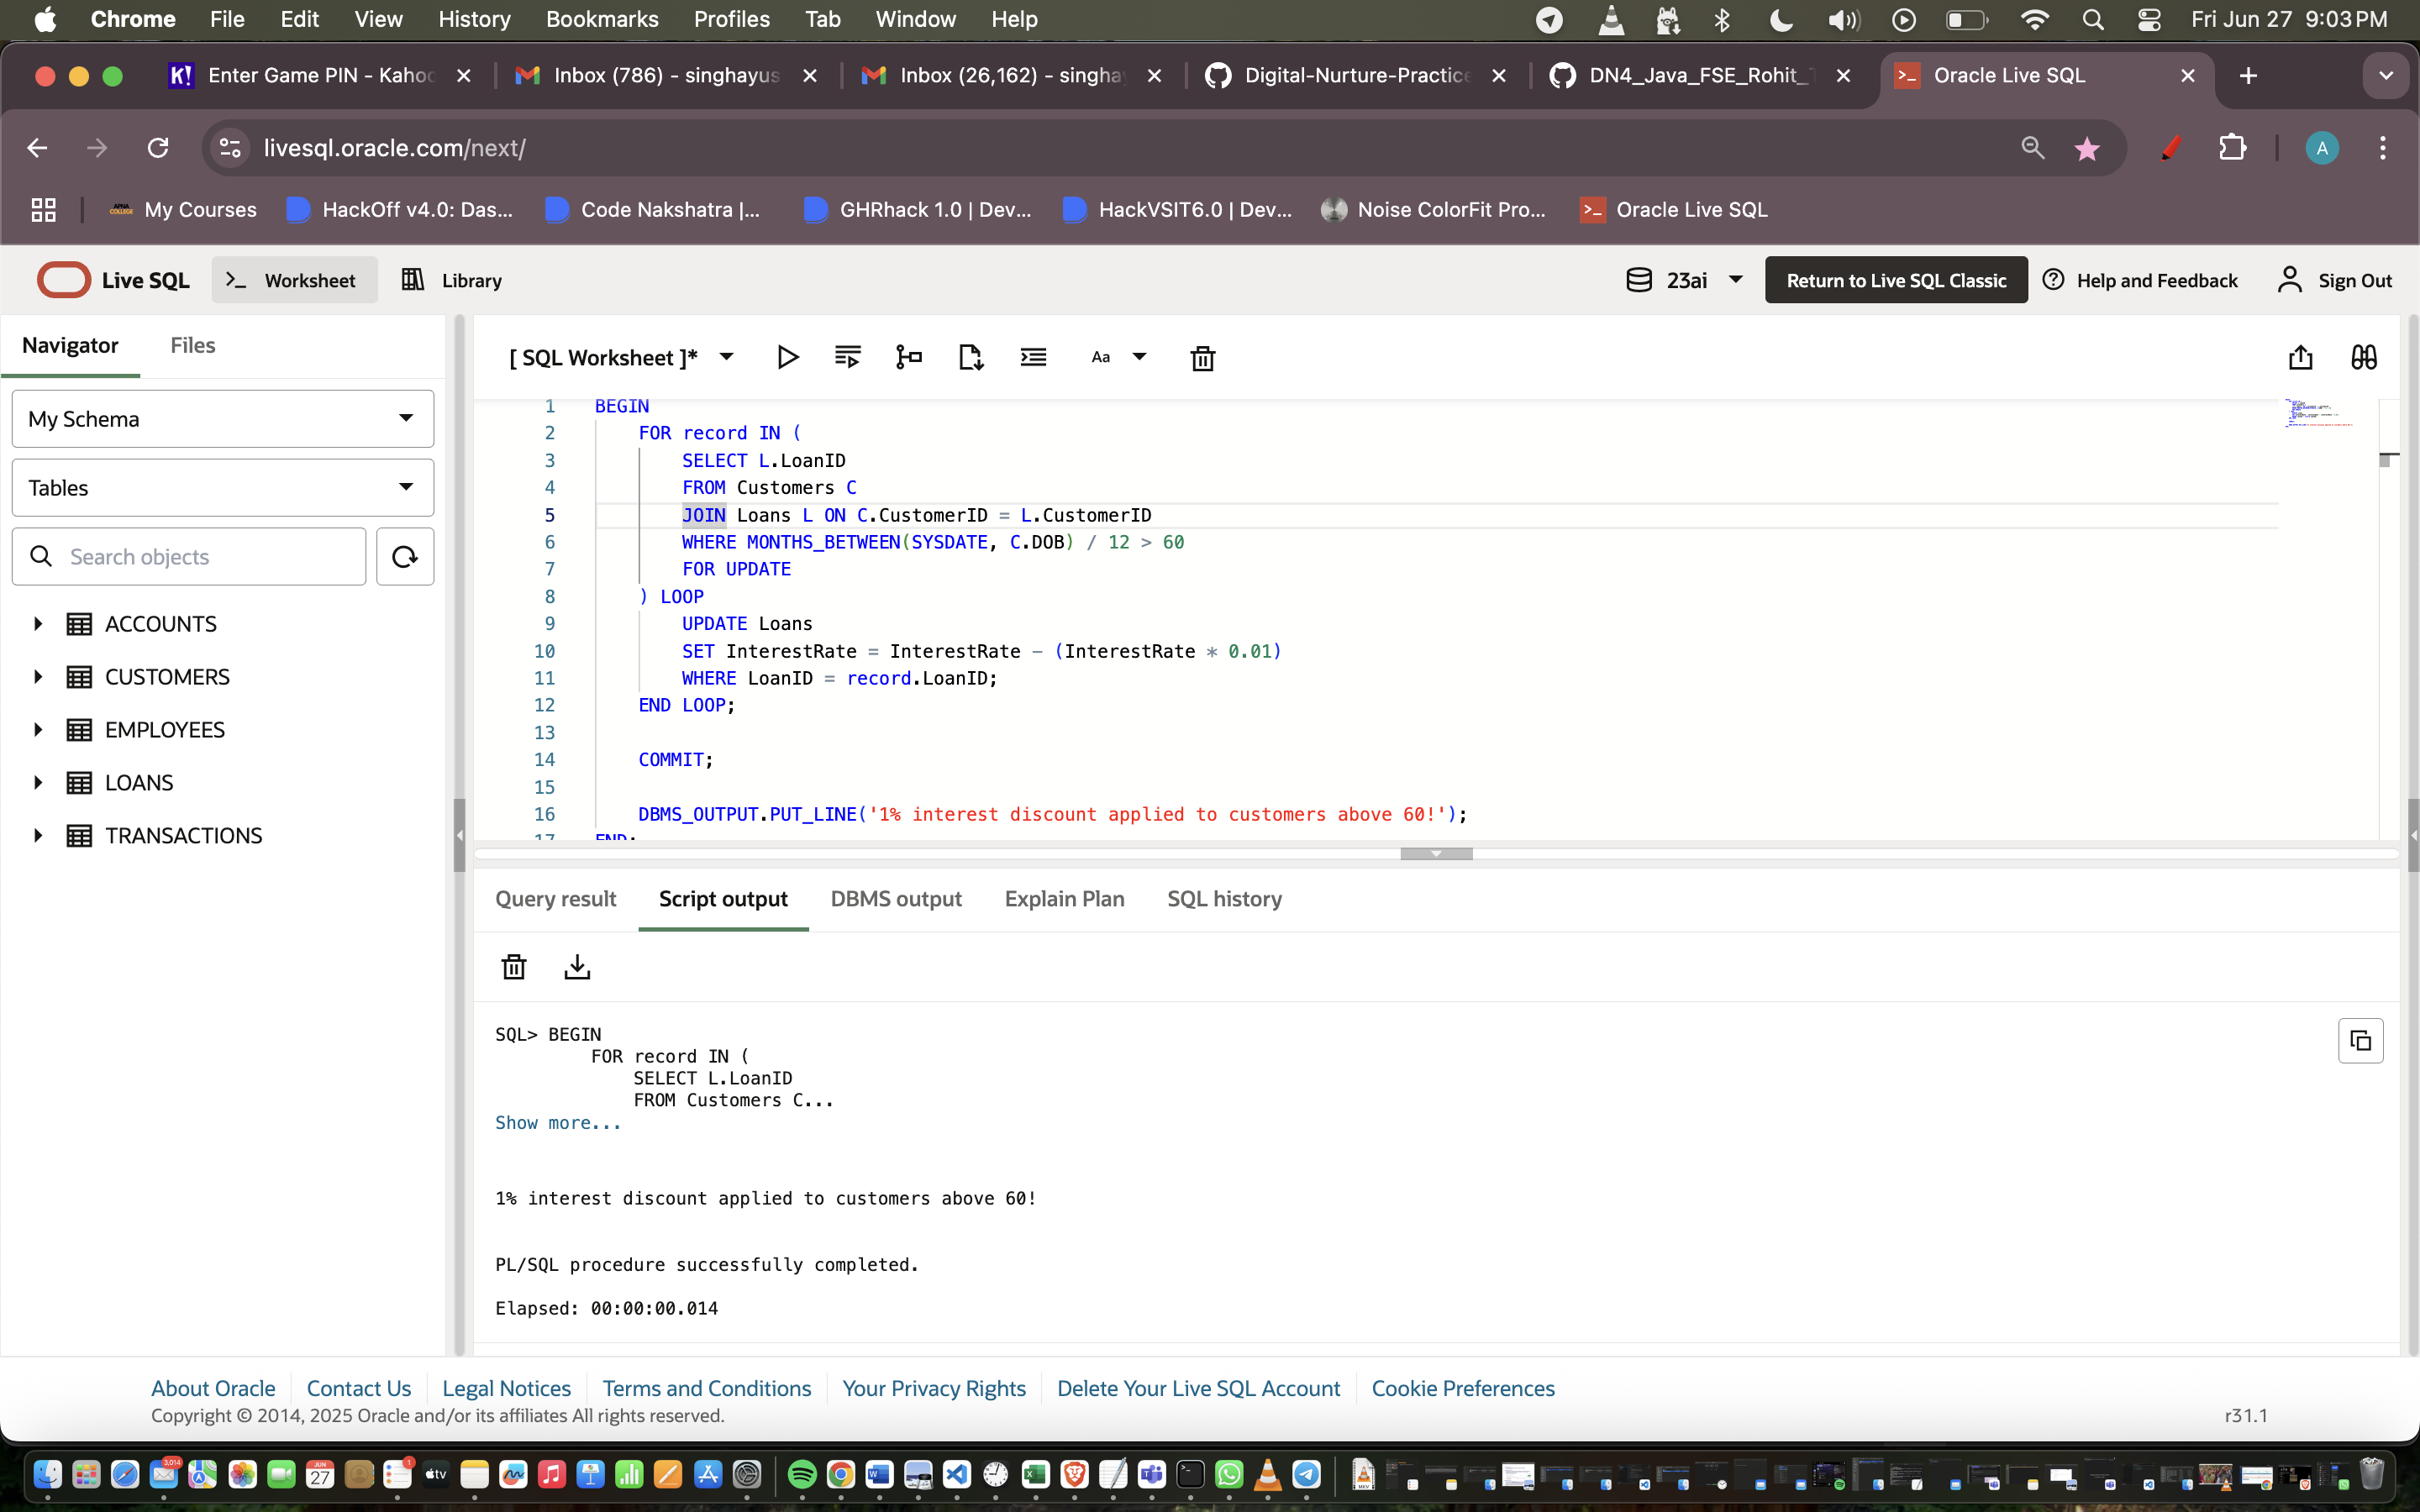 Chrome File Edit View History Bookmarks Profiles Tab Window Help Fri Jun 27 9:03 PM
K! Enter Game PIN - Kahoo Inbox (786) - singhayus Inbox (26,162) - singha Digital-Nurture-Practice DN4_Java_FSE_Rohit_ Oracle Live SQL
livesql.oracle.com/next/ A
My Courses HackOff v4.0: Das... Code Nakshatra |... GHRhack 1.0 | Dev... HackVSIT6.0 | Dev... Noise ColorFit Pro... Oracle Live SQL
Live SQL Worksheet Library 23ai Return to Live SQL Classic Help and Feedback Sign Out
Navigator Files
My Schema
Tables
Search objects
ACCOUNTS
CUSTOMERS
EMPLOYEES
LOANS
TRANSACTIONS
[ SQL Worksheet ]* Aa
1 BEGIN
2 FOR record IN (
3 SELECT L.LoanID
4 FROM Customers C
5 JOIN Loans L ON C.CustomerID = L.CustomerID
6 WHERE MONTHS_BETWEEN(SYSDATE, C.DOB) / 12 > 60
7 FOR UPDATE
8 ) LOOP
9 UPDATE Loans
10 SET InterestRate = InterestRate - (InterestRate * 0.01)
11 WHERE LoanID = record.LoanID;
12 END LOOP;
13
14 COMMIT;
15
16 DBMS_OUTPUT.PUT_LINE('1% interest discount applied to customers above 60!');
17 END;
Query result Script output DBMS output Explain Plan SQL history
SQL> BEGIN
FOR record IN (
SELECT L.LoanID
FROM Customers C...
Show more...
1% interest discount applied to customers above 60!
PL/SQL procedure successfully completed.
Elapsed: 00:00:00.014
About Oracle Contact Us Legal Notices Terms and Conditions Your Privacy Rights Delete Your Live SQL Account Cookie Preferences
Copyright © 2014, 2025 Oracle and/or its affiliates All rights reserved.
r31.1
3,014 JUN 27 1 tv